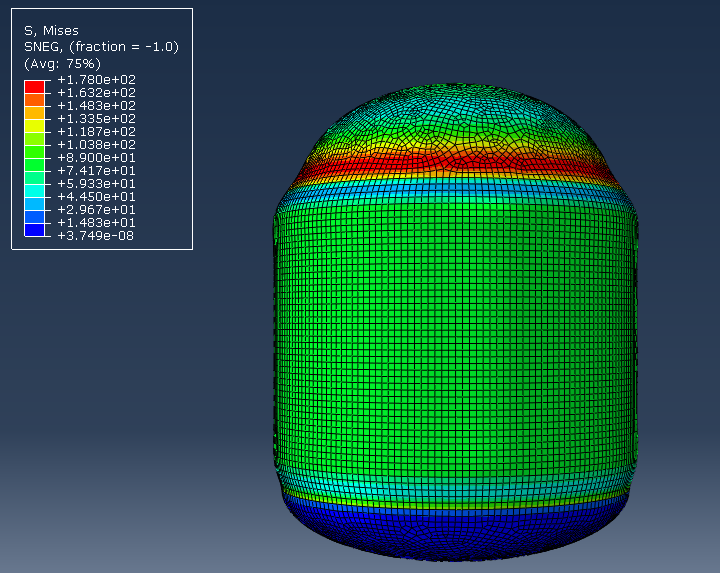 S, Mises
SNEG, (fraction = -1.0)
(Avg: 75%)
+1.780e+02
+1.632e+02
+1.483e+02
+1.335e+02
+1.187e+02
+1.038e+02
+8.900e+01
+7.417e+01
+5.933e+01
+4.450e+01
+2.967e+01
+1.483e+01
+3.749e-08